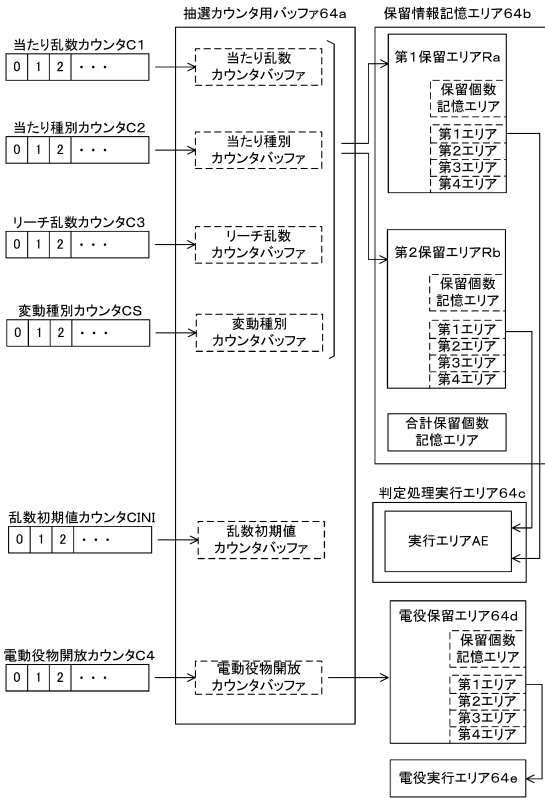 抽選カウンタ用バッファ64a
保留情報記憶エリア64b
当たり乱数カウンタC1
0 1 2 ・・・
当たり乱数
カウンタバッファ
当たり種別カウンタC2
0 1 2 ・・・
当たり種別
カウンタバッファ
リーチ乱数カウンタC3
0 1 2 ・・・
リーチ乱数
カウンタバッファ
変動種別カウンタCS
0 1 2 ・・・
変動種別
カウンタバッファ
第1保留エリアRa
保留個数
記憶エリア
第1エリア
第2エリア
第3エリア
第4エリア
第2保留エリアRb
保留個数
記憶エリア
第1エリア
第2エリア
第3エリア
第4エリア
合計保留個数
記憶エリア
判定処理実行エリア64c
実行エリアAE
乱数初期値カウンタCINI
0 1 2 ・・・
乱数初期値
カウンタバッファ
電動役物開放カウンタC4
0 1 2 ・・・
電動役物開放
カウンタバッファ
電役保留エリア64d
保留個数
記憶エリア
第1エリア
第2エリア
第3エリア
第4エリア
電役実行エリア64e